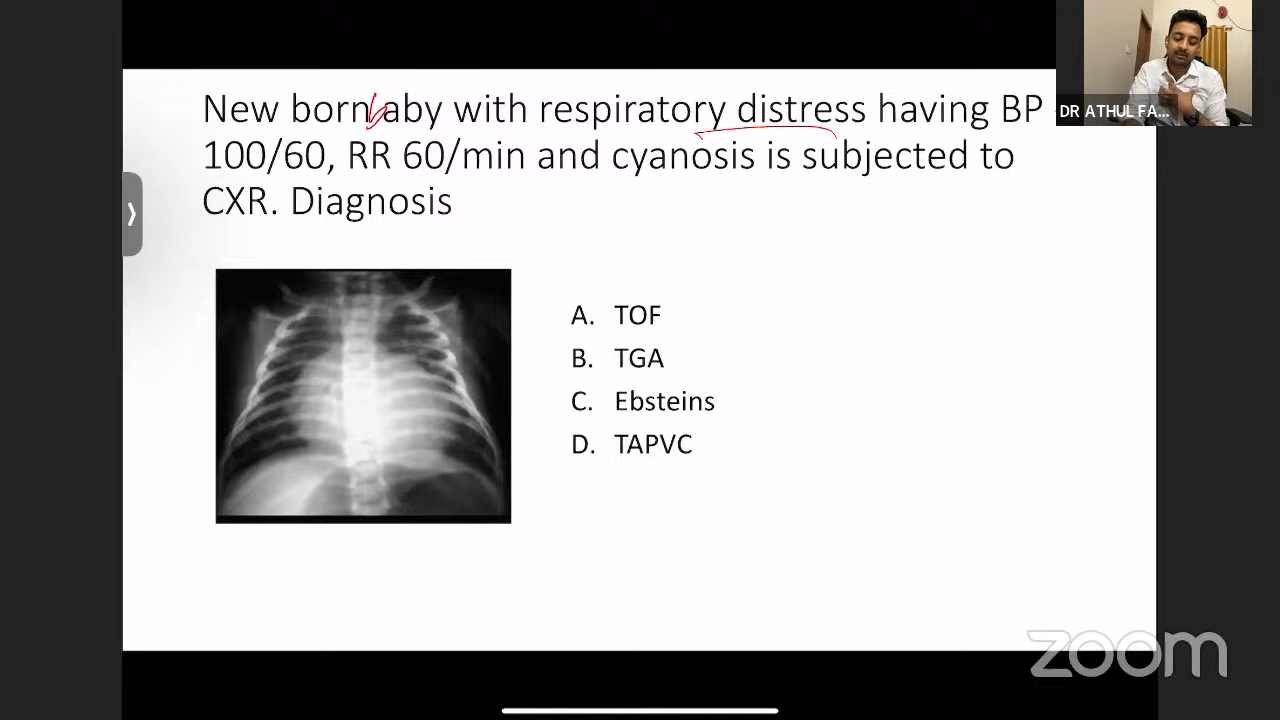 New born baby with respiratory distress having BP
100/60, RR 60/min and cyanosis is subjected to
CXR. Diagnosis
DR ATHUL FA...
A. TOF
B. TGA
C. Ebsteins
D. TAPVC
zoom